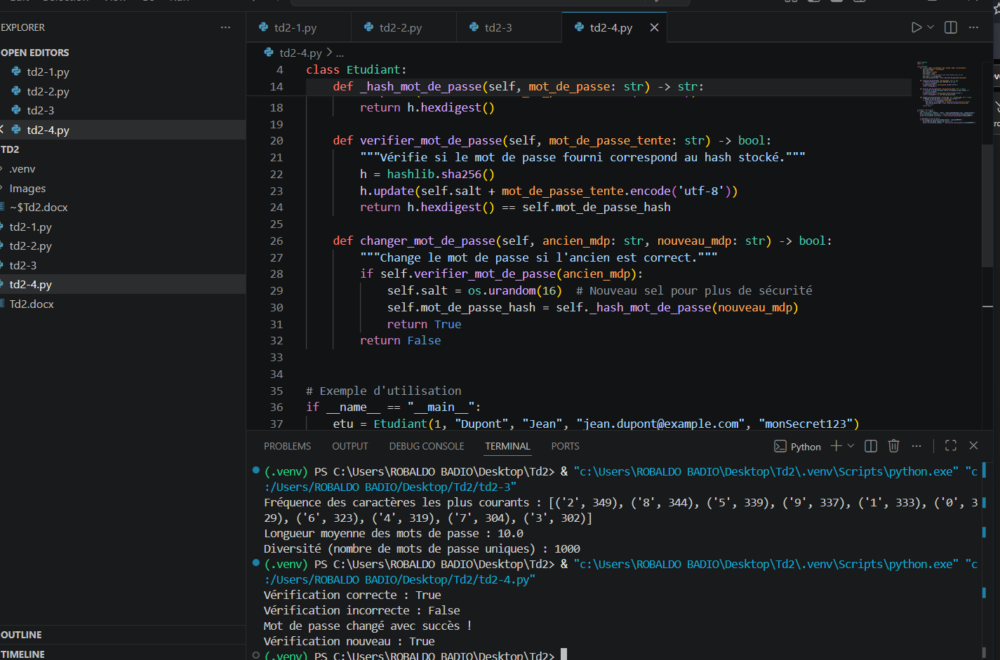 EXPLORER
OPEN EDITORS
td2-1.py
td2-2.py
td2-3
td2-4.py
TD2
.venv
Images
~$Td2.docx
td2-1.py
td2-2.py
td2-3
td2-4.py
Td2.docx
OUTLINE
TIMELINE
td2-1.py td2-2.py td2-3 td2-4.py
td2-4.py > ...
4 class Etudiant:
14 def _hash_mot_de_passe(self, mot_de_passe: str) -> str:
18 return h.hexdigest()
19
20 def verifier_mot_de_passe(self, mot_de_passe_tente: str) -> bool:
21 """Vérifie si le mot de passe fourni correspond au hash stocké."""
22 h = hashlib.sha256()
23 h.update(self.salt + mot_de_passe_tente.encode('utf-8'))
24 return h.hexdigest() == self.mot_de_passe_hash
25
26 def changer_mot_de_passe(self, ancien_mdp: str, nouveau_mdp: str) -> bool:
27 """Change le mot de passe si l'ancien est correct."""
28 if self.verifier_mot_de_passe(ancien_mdp):
29 self.salt = os.urandom(16) # Nouveau sel pour plus de sécurité
30 self.mot_de_passe_hash = self._hash_mot_de_passe(nouveau_mdp)
31 return True
32 return False
33
34
35 # Exemple d'utilisation
36 if __name__ == "__main__":
37 etu = Etudiant(1, "Dupont", "Jean", "jean.dupont@example.com", "monSecret123")
PROBLEMS OUTPUT DEBUG CONSOLE TERMINAL PORTS Python
(.venv) PS C:\Users\ROBALDO BADIO\Desktop\Td2> & "c:\Users\ROBALDO BADIO\Desktop\Td2\.venv\Scripts\python.exe" "c
:/Users/ROBALDO BADIO/Desktop/Td2/td2-3"
Fréquence des caractères les plus courants : [('2', 349), ('8', 344), ('5', 339), ('9', 337), ('1', 333), ('0', 3
29), ('6', 323), ('4', 319), ('7', 304), ('3', 302)]
Longueur moyenne des mots de passe : 10.0
Diversité (nombre de mots de passe uniques) : 1000
(.venv) PS C:\Users\ROBALDO BADIO\Desktop\Td2> & "c:\Users\ROBALDO BADIO\Desktop\Td2\.venv\Scripts\python.exe" "c
:/Users/ROBALDO BADIO/Desktop/Td2/td2-4.py"
Vérification correcte : True
Vérification incorrecte : False
Mot de passe changé avec succès !
Vérification nouveau : True
(.venv) PS C:\Users\ROBALDO BADIO\Desktop\Td2>